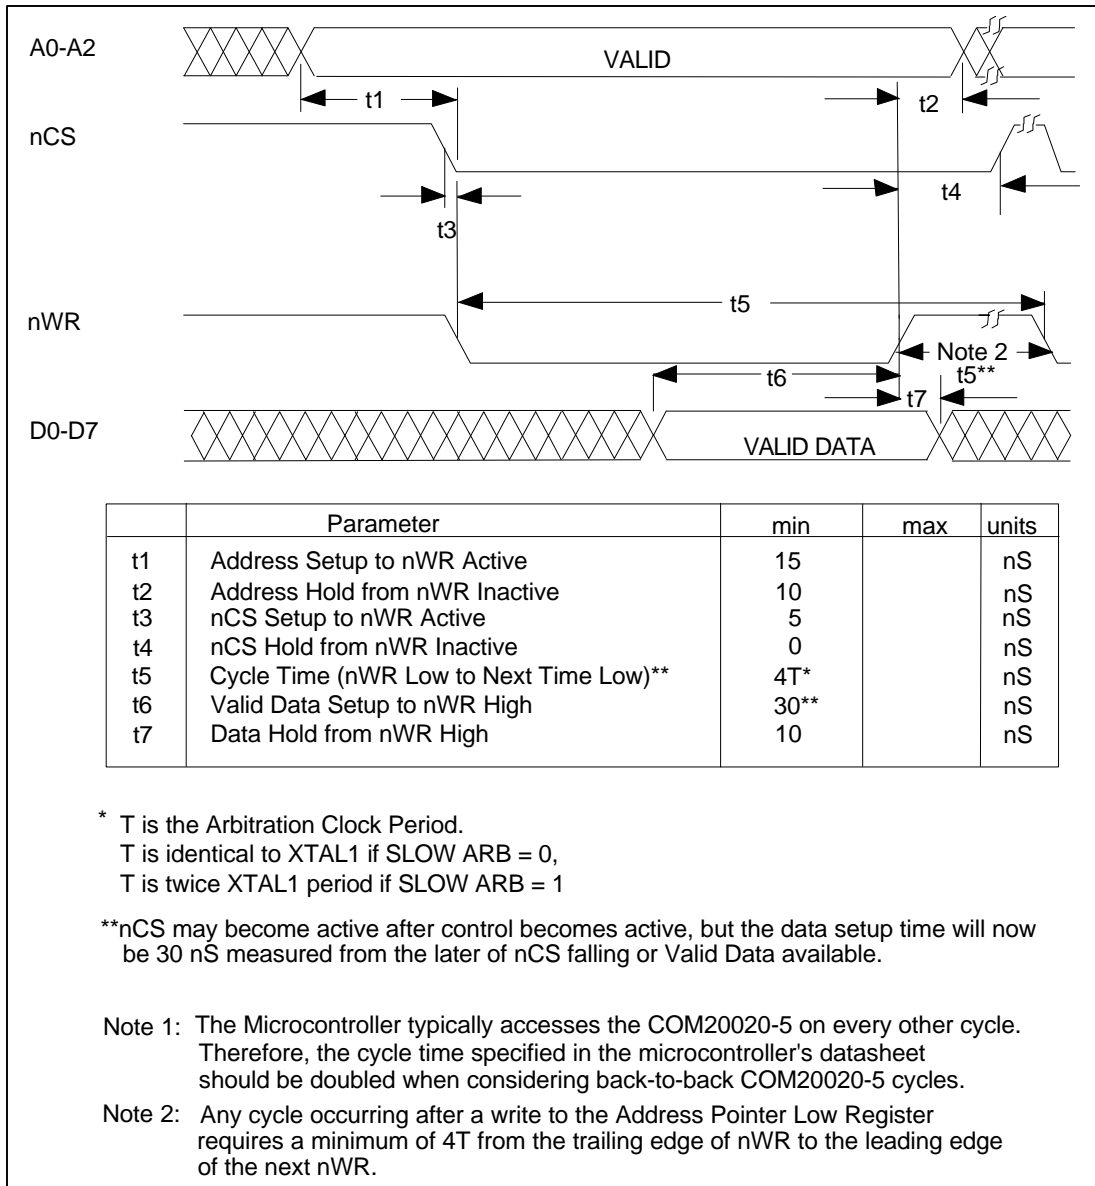 A0-A2
VALID
t1
t2
nCS
t4
t3
t5
nWR
Note 2
t6
t5**
t7
D0-D7
VALID DATA
Parameter min max units
t1 Address Setup to nWR Active 15 nS
t2 Address Hold from nWR Inactive 10 nS
t3 nCS Setup to nWR Active 5 nS
t4 nCS Hold from nWR Inactive 0 nS
t5 Cycle Time (nWR Low to Next Time Low)** 4T* nS
t6 Valid Data Setup to nWR High 30** nS
t7 Data Hold from nWR High 10 nS
* T is the Arbitration Clock Period.
T is identical to XTAL1 if SLOW ARB = 0,
T is twice XTAL1 period if SLOW ARB = 1
**nCS may become active after control becomes active, but the data setup time will now
be 30 nS measured from the later of nCS falling or Valid Data available.
Note 1: The Microcontroller typically accesses the COM20020-5 on every other cycle.
Therefore, the cycle time specified in the microcontroller's datasheet
should be doubled when considering back-to-back COM20020-5 cycles.
Note 2: Any cycle occurring after a write to the Address Pointer Low Register
requires a minimum of 4T from the trailing edge of nWR to the leading edge
of the next nWR.